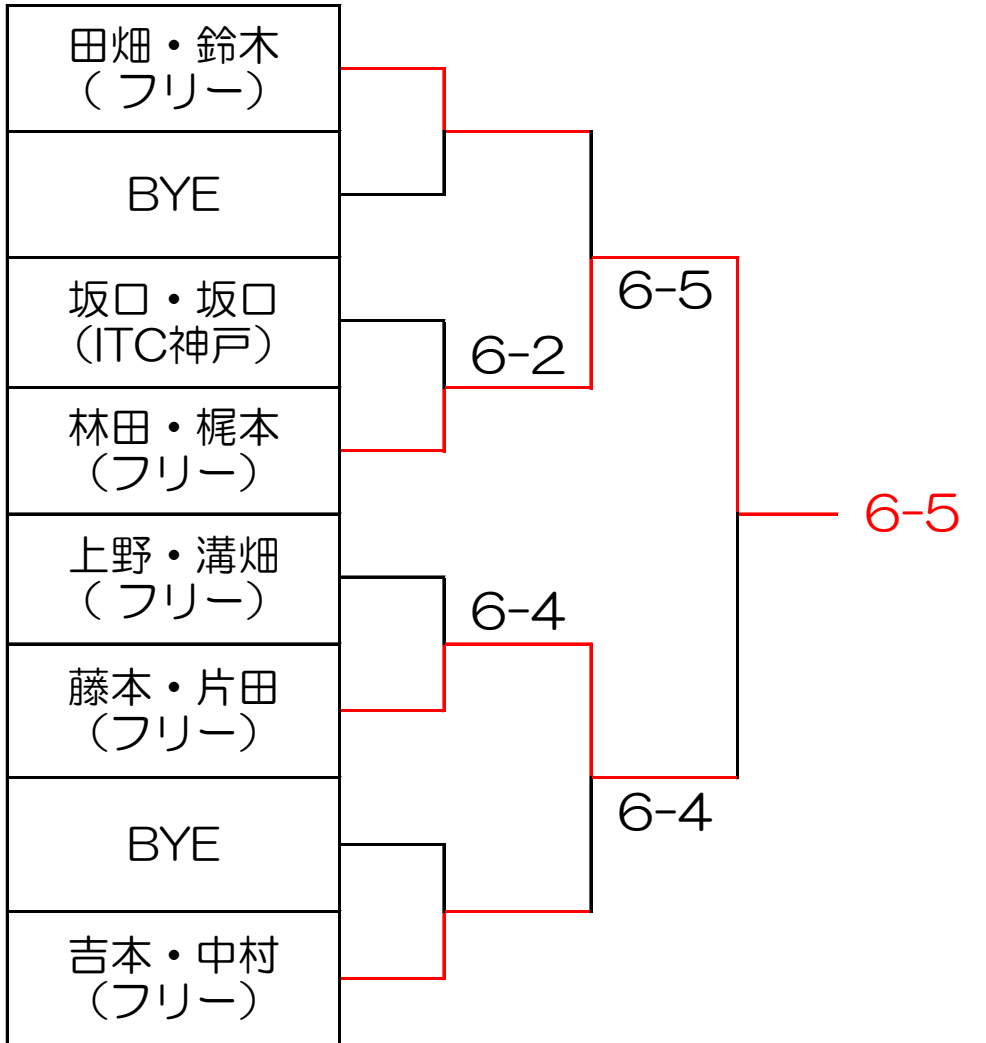 田畑・鈴木
( フリー)
BYE
坂口・坂口
(ITC神戸)
6-5
6-2
林田・梶本
(フリー)
6-5
上野・溝畑
( フリー)
6-4
藤本・片田
(フリー)
6-4
BYE
吉本・中村
(フリー)